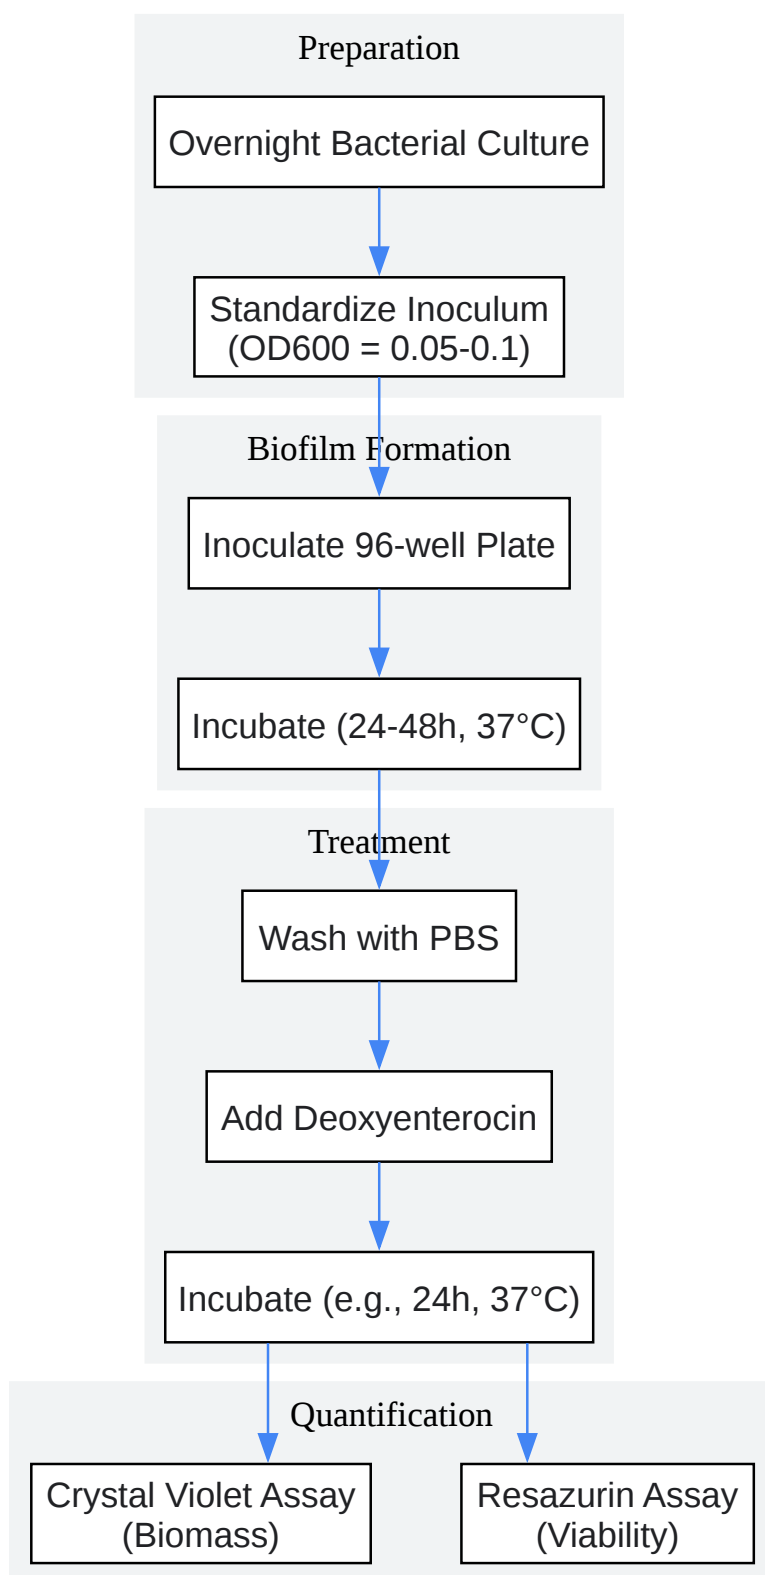 Preparation
Overnight Bacterial Culture
Standardize Inoculum
(OD600 = 0.05-0.1)
Biofilm Formation
Inoculate 96-well Plate
Incubate (24-48h, 37°C)
Treatment
Wash with PBS
Add Deoxyenterocin
Incubate (e.g., 24h, 37°C)
Quantification
Crystal Violet Assay
(Biomass)
Resazurin Assay
(Viability)